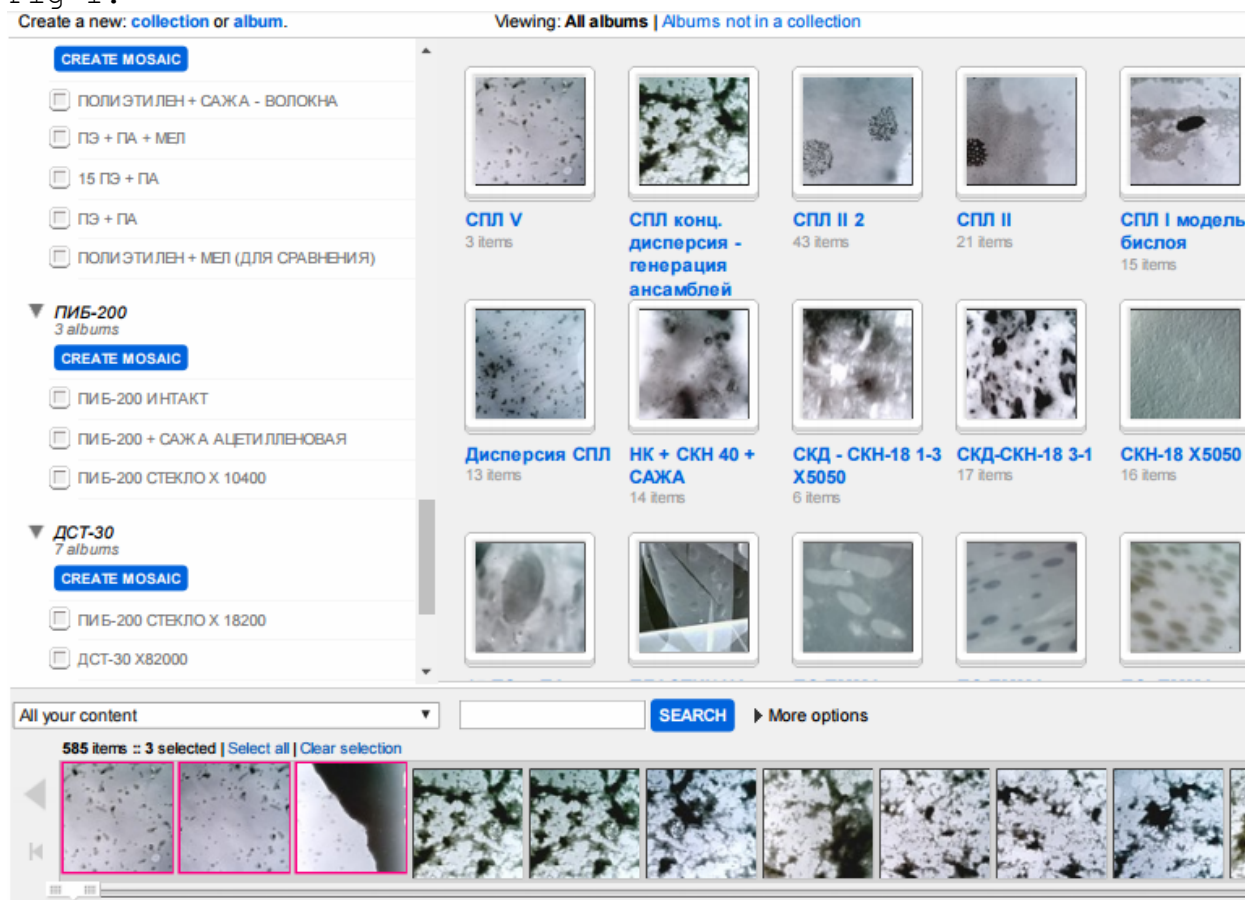 Fig 1.
Create a new: collection or album.
Viewing: All albums | Albums not in a collection
CREATE MOSAIC
ПОЛИЭТИЛЕН + САЖА - ВОЛОКНА
ПЭ + ПА + МЕЛ
15 ПЭ + ПА
ПЭ + ПА
ПОЛИЭТИЛЕН + МЕЛ (ДЛЯ СРАВНЕНИЯ)
ПИБ-200
3 albums
CREATE MOSAIC
ПИБ-200 ИНТАКТ
ПИБ-200 + САЖА АЦЕТИЛЛЕНОВАЯ
ПИБ-200 СТЕКЛО X 10400
ДСТ-30
7 albums
CREATE MOSAIC
ПИБ-200 СТЕКЛО X 18200
ДСТ-30 X82000
СПЛ V
3 items
СПЛ конц.
дисперсия -
генерация
ансамблей
СПЛ II 2
43 items
СПЛ II
21 items
СПЛ I модель
бислоя
15 items
Дисперсия СПЛ
13 items
НК + СКН 40 +
САЖА
14 items
СКД - СКН-18 1-3
X5050
6 items
СКД-СКН-18 3-1
17 items
СКН-18 X5050
16 items
All your content
SEARCH
More options
585 items :: 3 selected | Select all | Clear selection